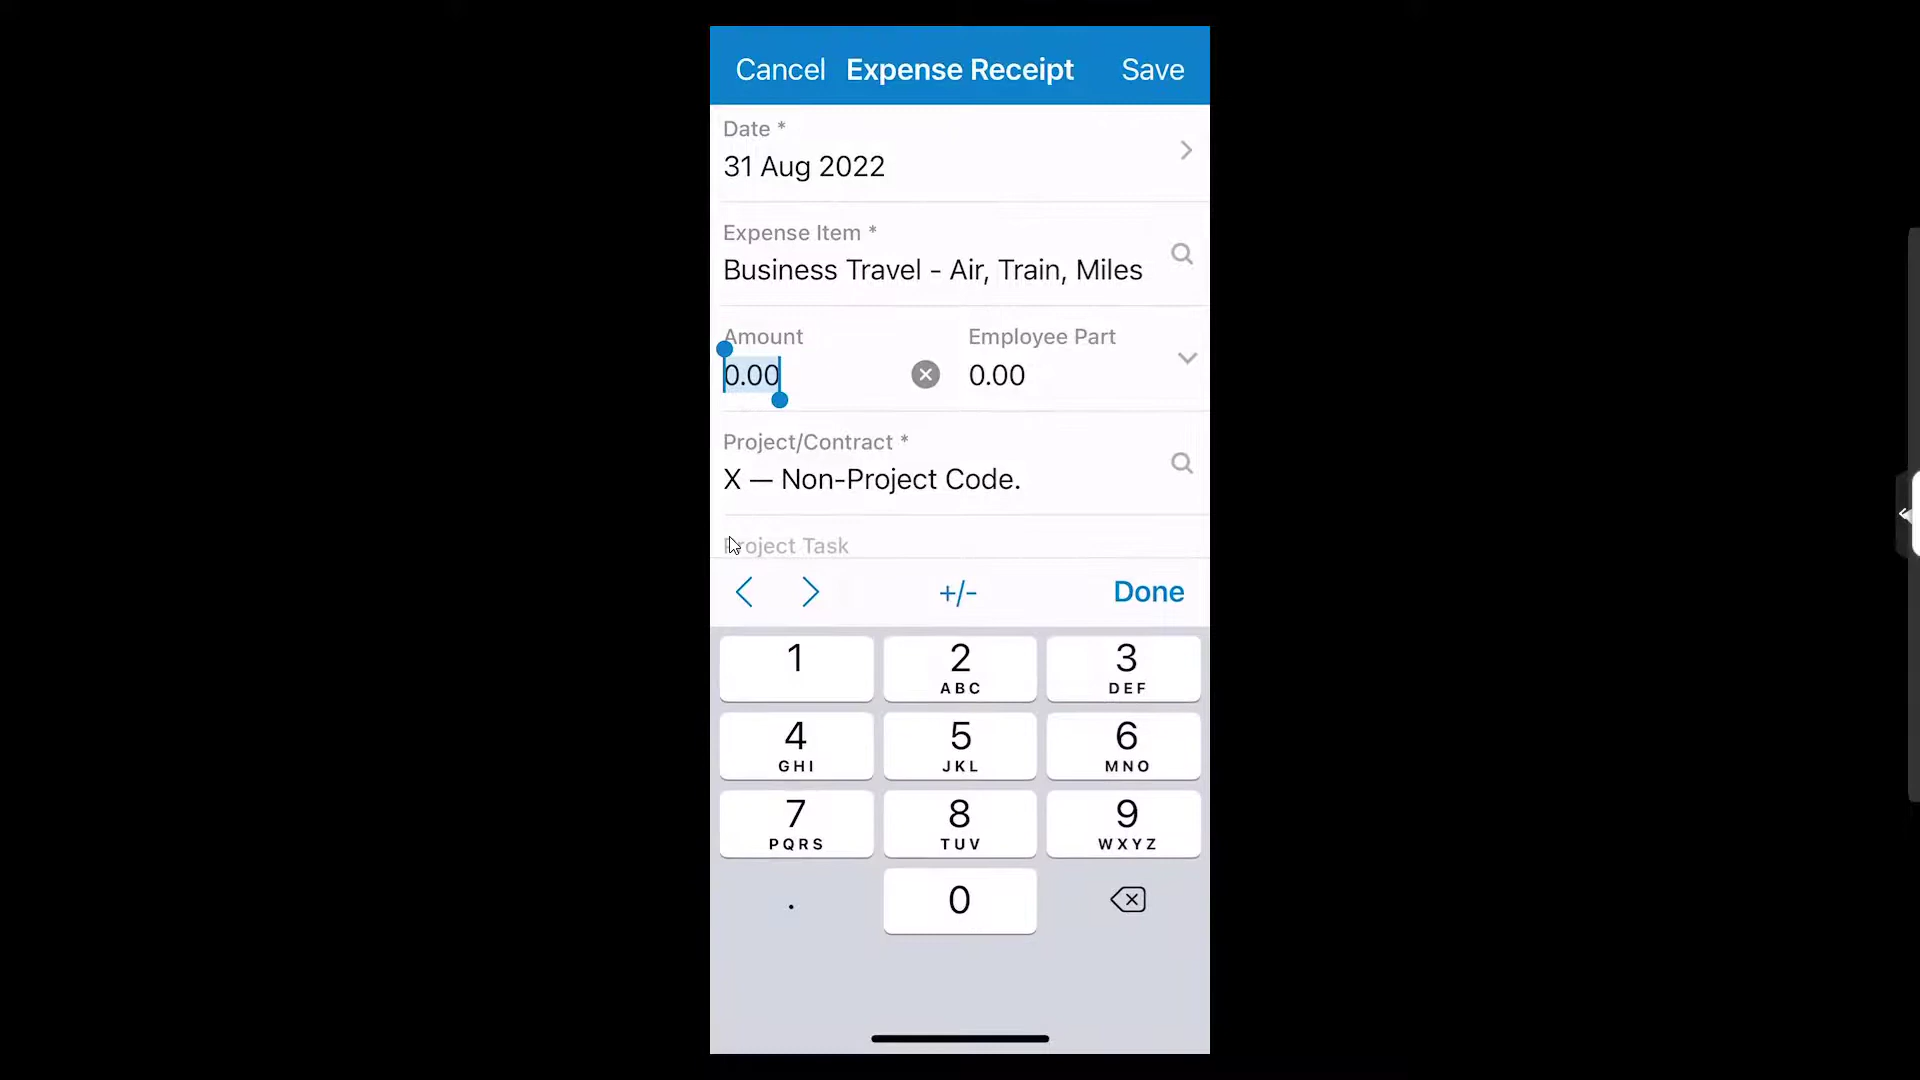 Cancel Expense Receipt Save
Date *
31 Aug 2022
Expense Item *
Business Travel - Air, Train, Miles
Amount Employee Part
0.00 0.00
Project/Contract *
X — Non-Project Code.
Project Task
+/- Done
1 2 3
ABC DEF
4 5 6
GHI JKL MNO
7 8 9
PQRS TUV WXYZ
. 0